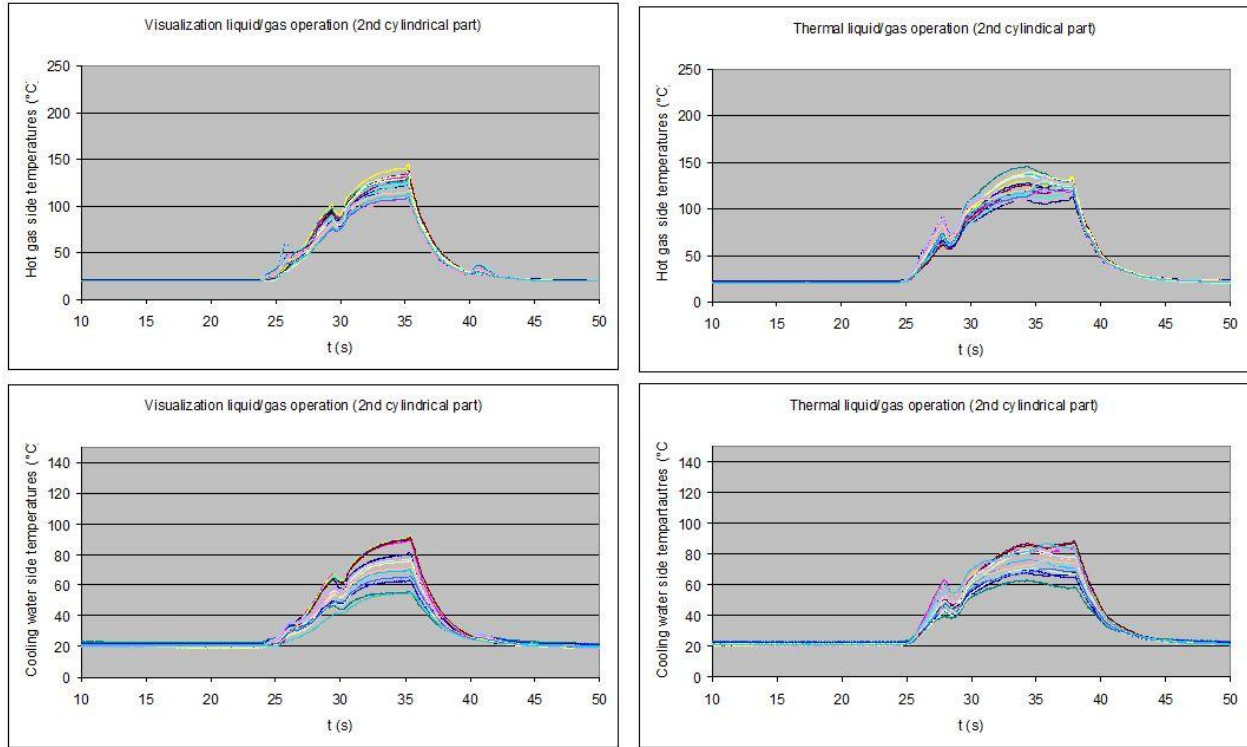 Visualization liquid/gas operation (2nd cylindrical part)
Hot gas side temperatures (°C)
250
200
150
100
50
0
10 15 20 25 30 35 40 45 50
t (s)
Thermal liquid/gas operation (2nd cylindical part)
Hot gas side temperatures (°C
250
200
150
100
50
0
10 15 20 25 30 35 40 45 50
t (s)
Visualization liquid/gas operation (2nd cylindrical part)
Cooling water side temperatures (°C)
140
120
100
80
60
40
20
0
10 15 20 25 30 35 40 45 50
t (s)
Thermal liquid/gas operation (2nd cylindrical part)
Cooling water side tempartautres (°C
140
120
100
80
60
40
20
0
10 15 20 25 30 35 40 45 50
t (s)